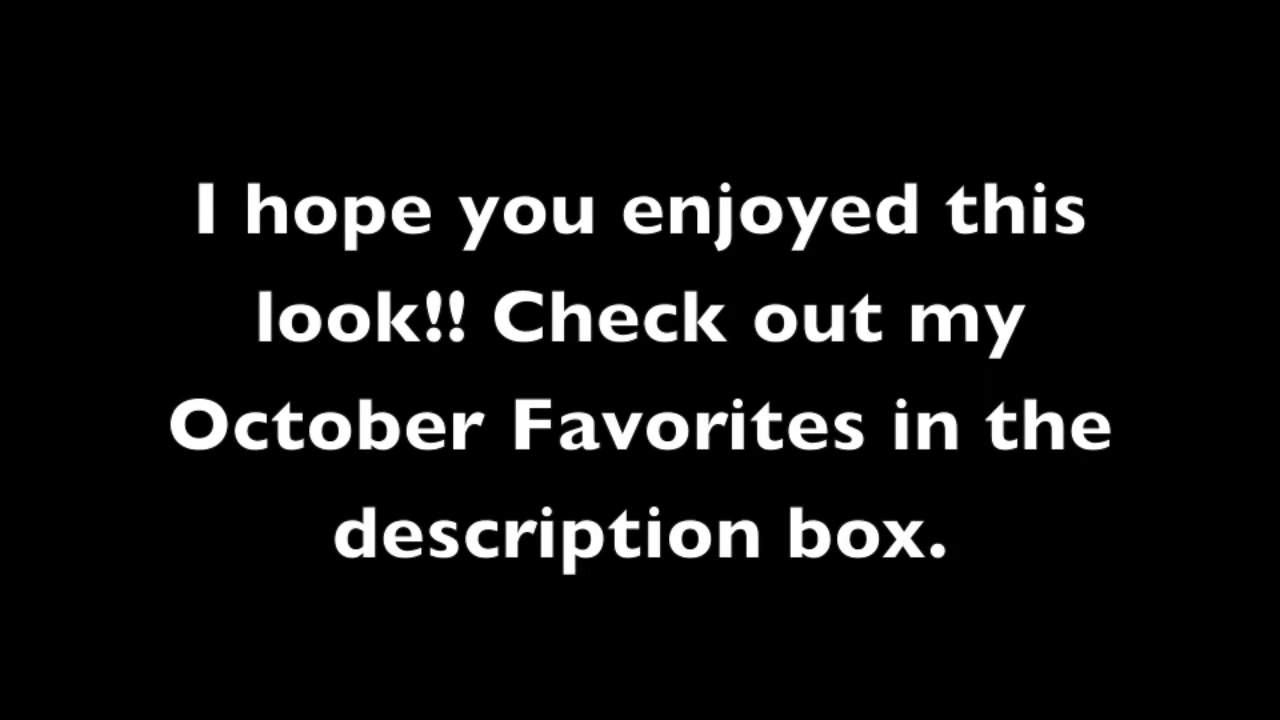 I hope you enjoyed this
look!! Check out my
October Favorites in the
description box.